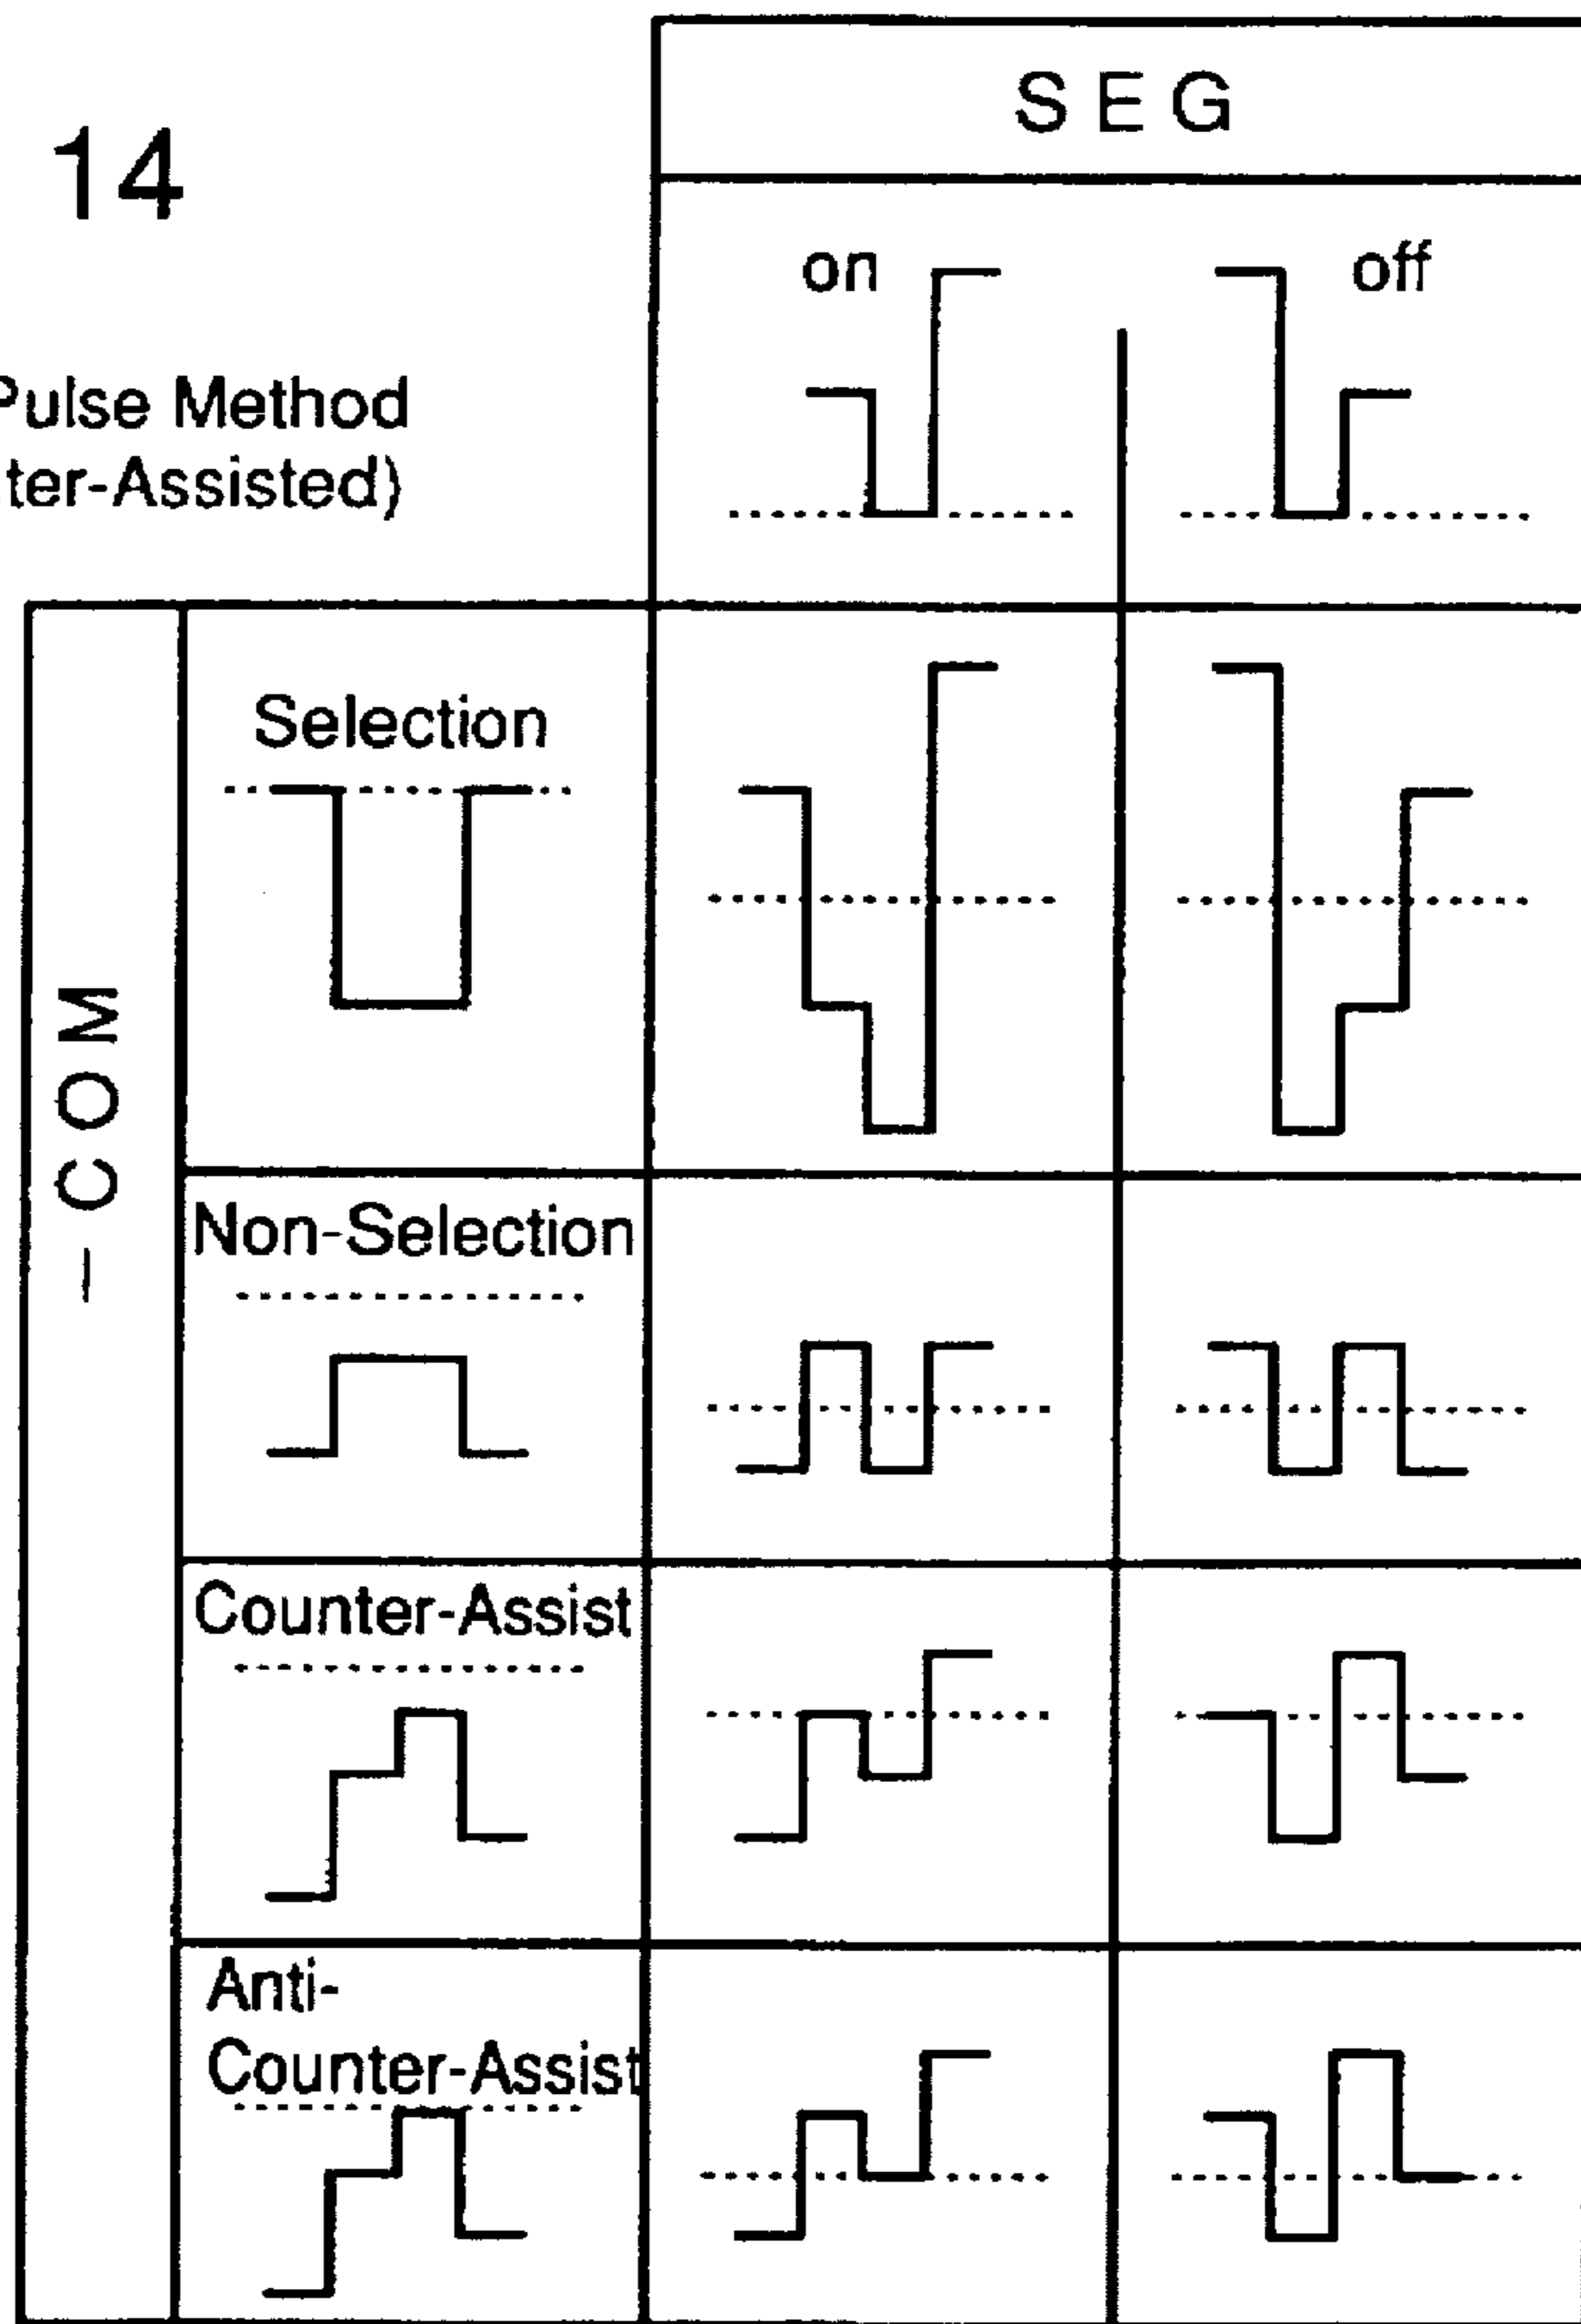 14
SEG
on
off
Pulse Method
ter-Assisted)
– COM
Selection
Non-Selection
Counter-Assist
Anti-
Counter-Assist